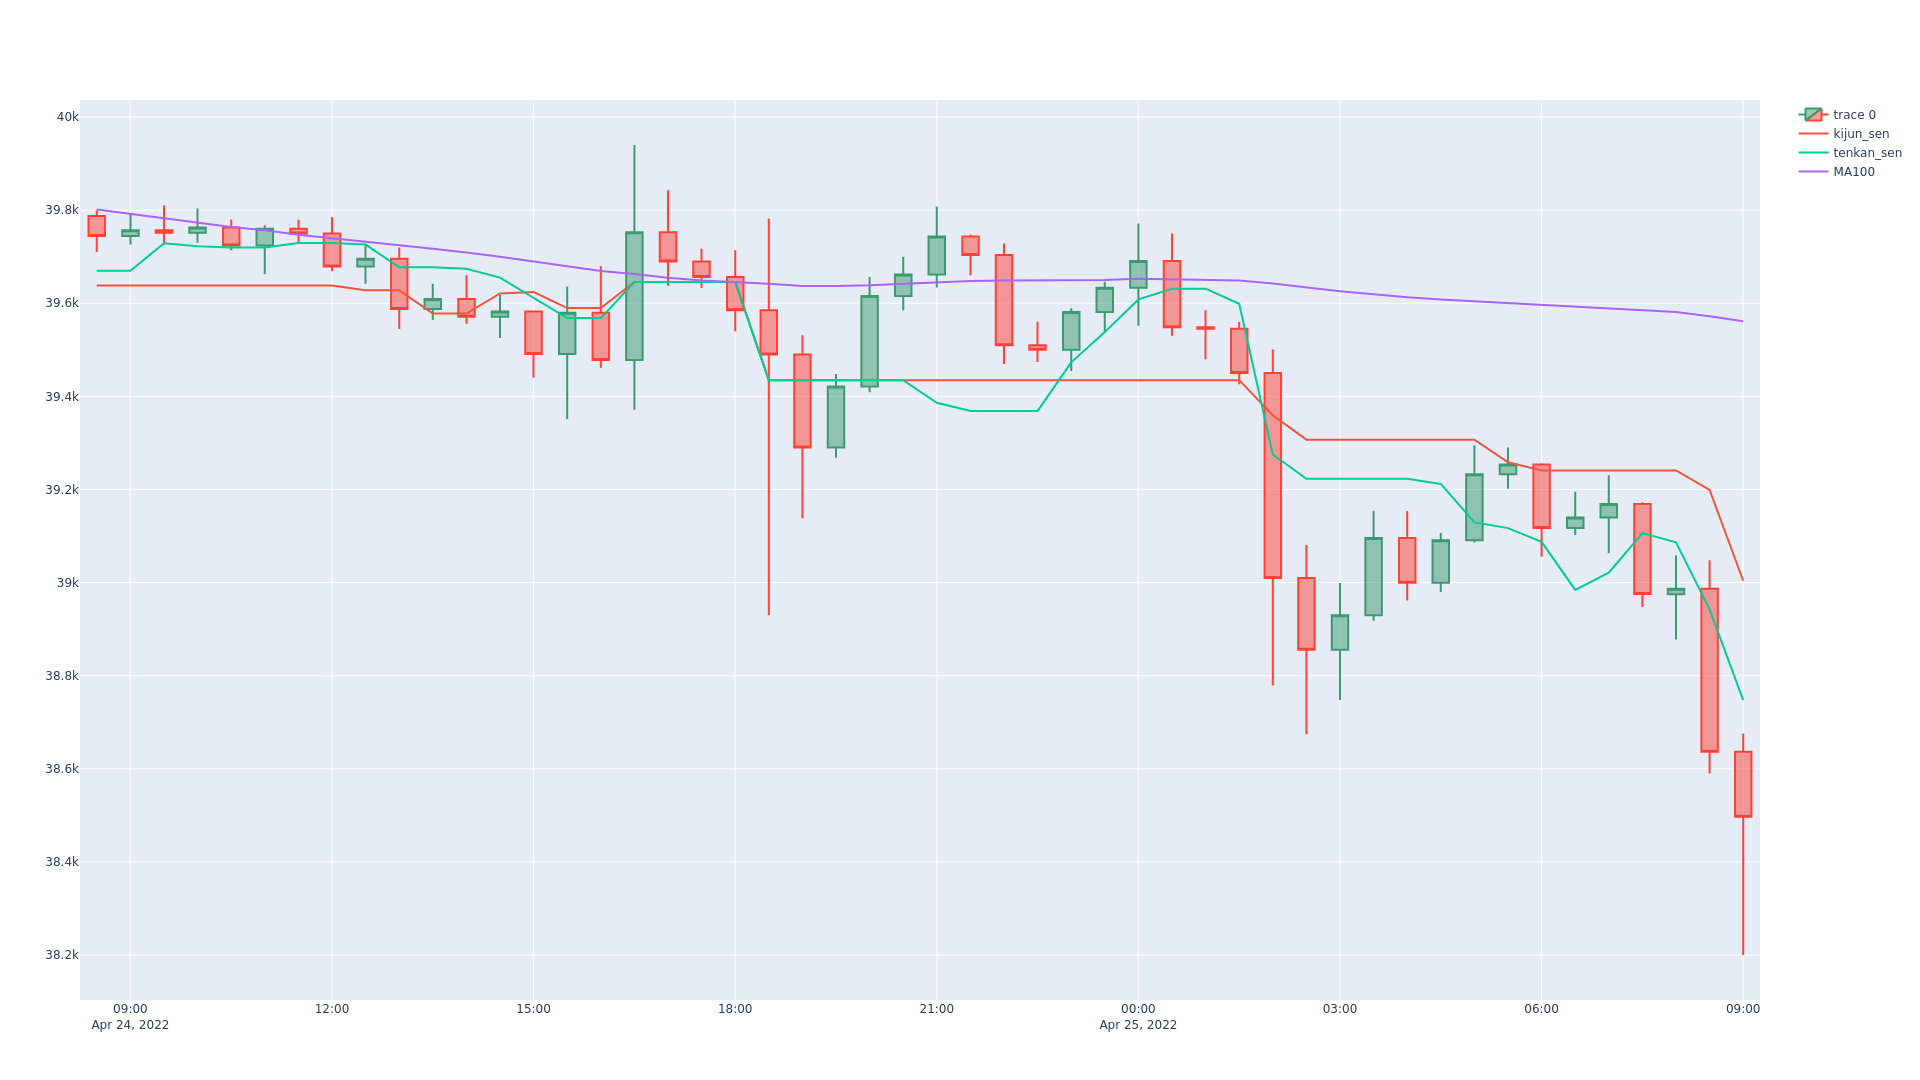 40k
39.8k
39.6k
39.4k
39.2k
39k
38.8k
38.6k
38.4k
38.2k
09:00 12:00 15:00 18:00 21:00 00:00 03:00 06:00 09:00
Apr 24, 2022 Apr 25, 2022
trace 0
kijun_sen
tenkan_sen
MA100